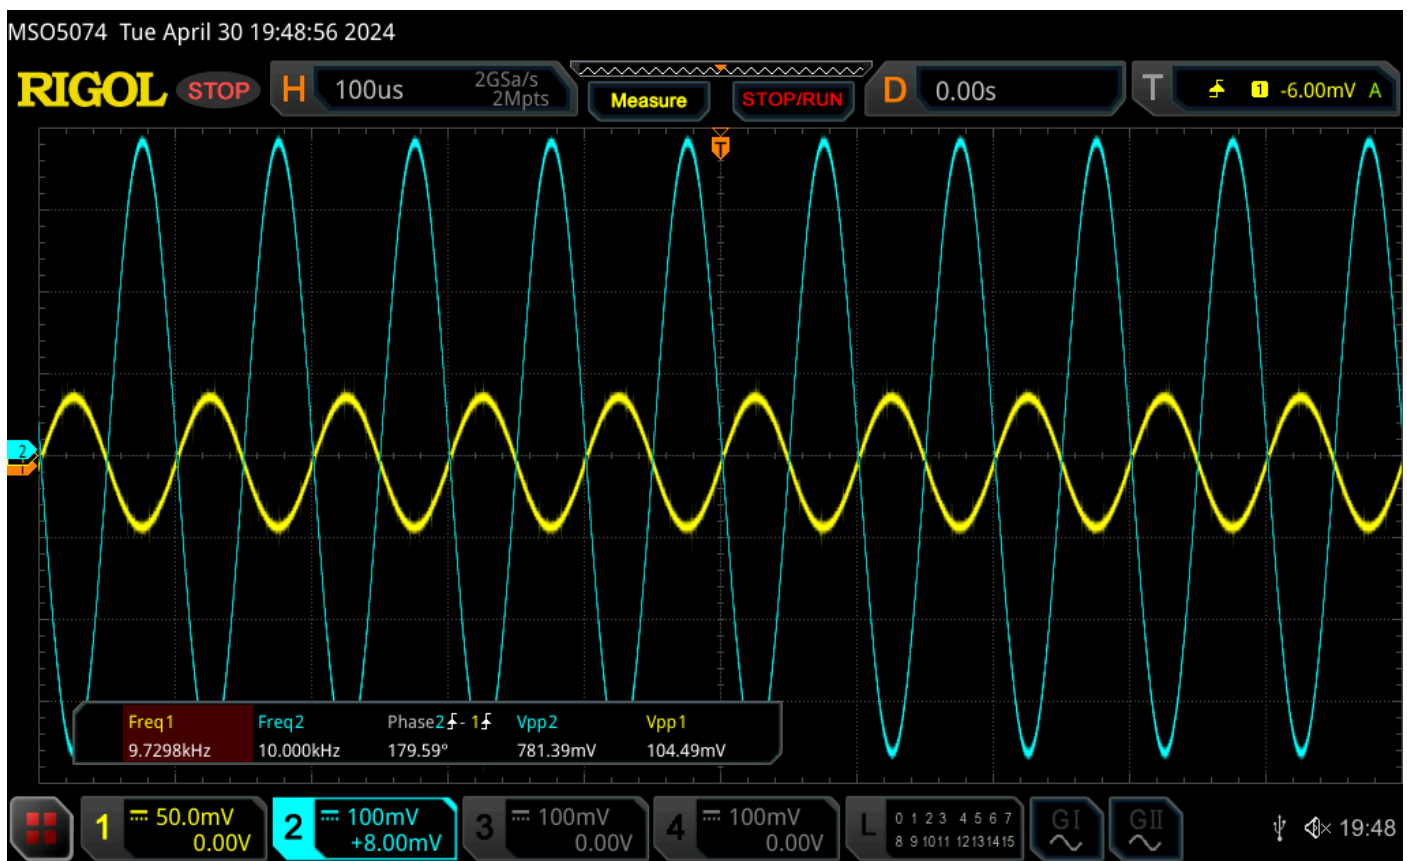 MSO5074 Tue April 30 19:48:56 2024
RIGOL STOP H 100us 2GSa/s 2Mpts Measure STOP/RUN D 0.00s T 1 -6.00mV A
T
2
Freq1 Freq2 Phase2 - 1 Vpp2 Vpp1
9.7298kHz 10.000kHz 179.59° 781.39mV 104.49mV
1 50.0mV 0.00V
2 100mV +8.00mV
3 100mV 0.00V
4 100mV 0.00V
L 0 1 2 3 4 5 6 7
8 9 10 11 12 13 14 15
GI GII
19:48